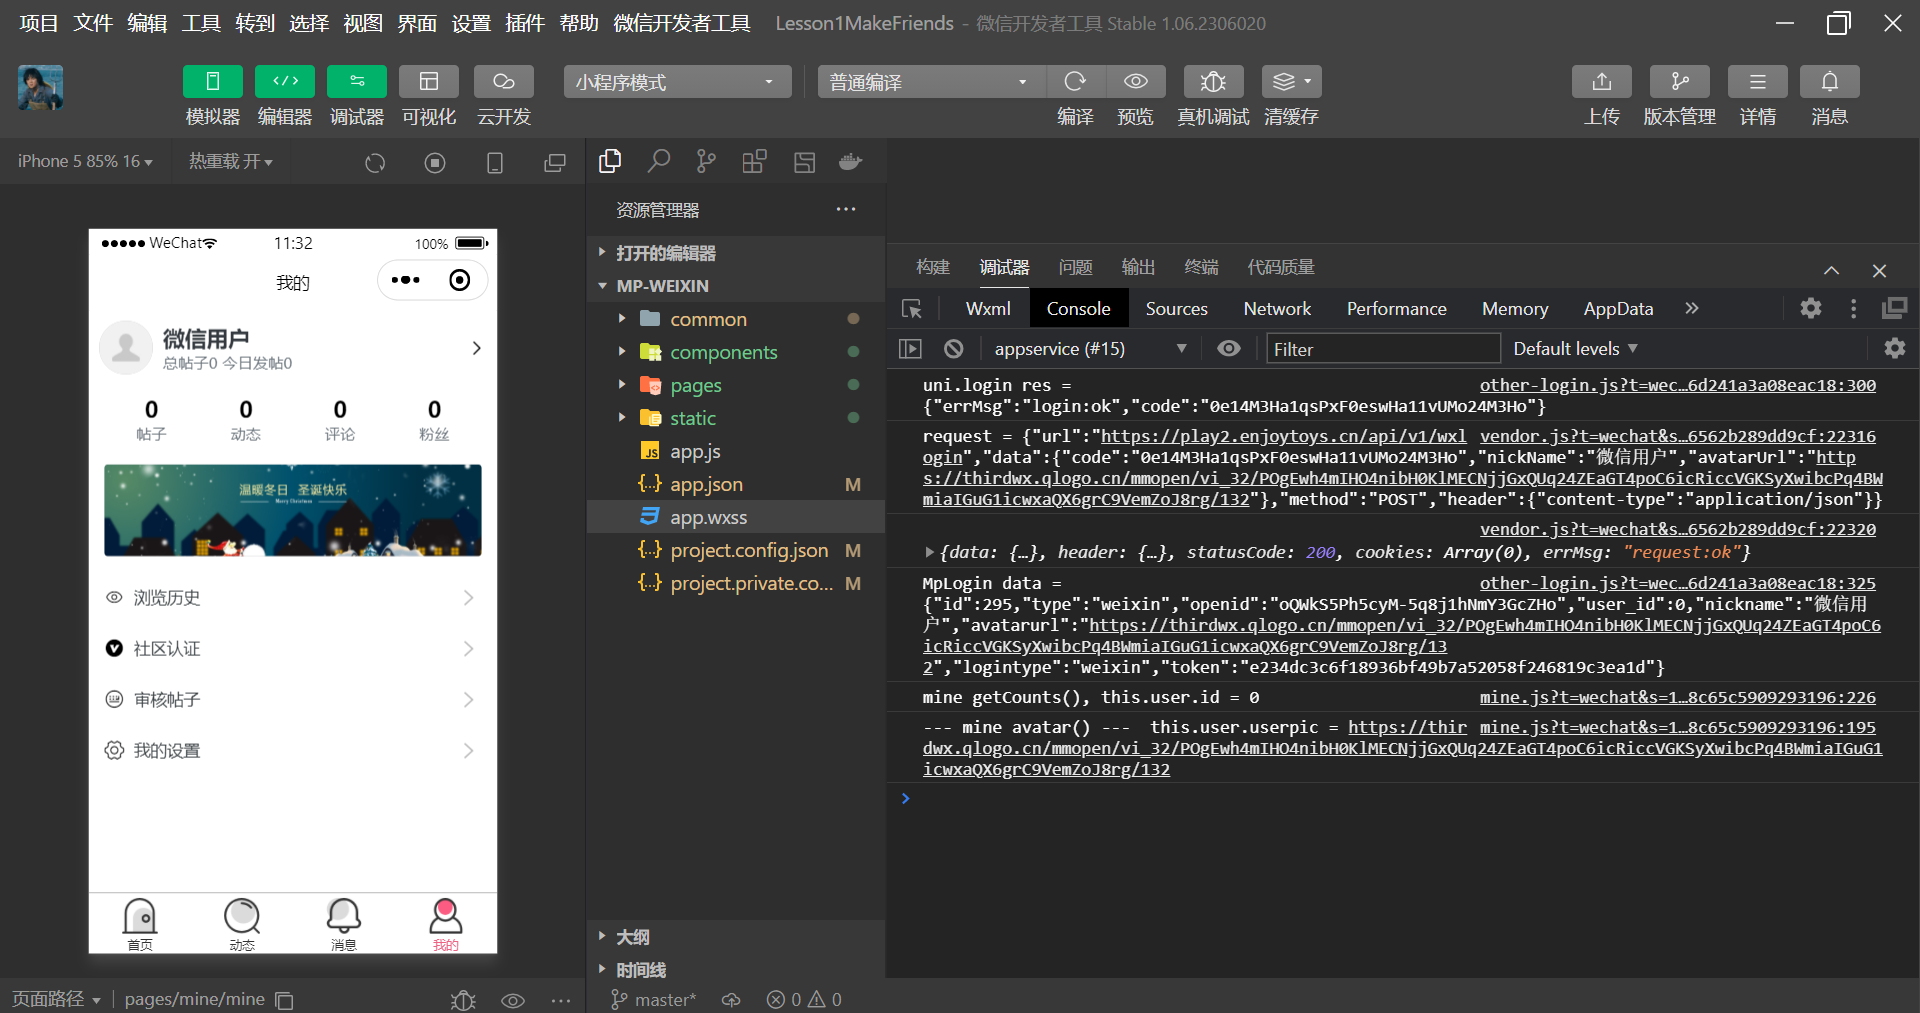 项目 文件 编辑 工具 转到 选择 视图 界面 设置 插件 帮助 微信开发者工具 Lesson1MakeFriends - 微信开发者工具 Stable 1.06.2306020
小程序模式 普通编译
模拟器 编辑器 调试器 可视化 云开发 编译 预览 真机调试 清缓存 上传 版本管理 详情 消息
iPhone 5 85% 16 热重载 开
WeChat 11:32 100%
我的
微信用户
总帖子0 今日发帖0
0 0 0 0
帖子 动态 评论 粉丝
温暖冬日 圣诞快乐
Merry Christmas
浏览历史
社区认证
审核帖子
我的设置
首页 动态 消息 我的
页面路径 pages/mine/mine
资源管理器
打开的编辑器
MP-WEIXIN
common
components
pages
static
JS app.js
{..} app.json M
app.wxss
{..} project.config.json M
{..} project.private.co... M
大纲
时间线
master* 0 0
构建 调试器 问题 输出 终端 代码质量
Wxml Console Sources Network Performance Memory AppData
appservice (#15) Filter Default levels
uni.login res = other-login.js?t=wec…6d241a3a08eac18:300
{"errMsg":"login:ok","code":"0e14M3Ha1qsPxF0eswHa11vUMo24M3Ho"}
request = {"url":"https://play2.enjoytoys.cn/api/v1/wxl vendor.js?t=wechat&s…6562b289dd9cf:22316
ogin","data":{"code":"0e14M3Ha1qsPxF0eswHa11vUMo24M3Ho","nickName":"微信用户","avatarUrl":"http
s://thirdwx.qlogo.cn/mmopen/vi_32/POgEwh4mIHO4nibH0KlMECNjjGxQUq24ZEaGT4poC6icRiccVGKSyXwibcPq4BW
miaIGuG1icwxaQX6grC9VemZoJ8rg/132"},"method":"POST","header":{"content-type":"application/json"}}
vendor.js?t=wechat&s…6562b289dd9cf:22320
{data: {…}, header: {…}, statusCode: 200, cookies: Array(0), errMsg: "request:ok"}
MpLogin data = other-login.js?t=wec…6d241a3a08eac18:325
{"id":295,"type":"weixin","openid":"oQWkS5Ph5cyM-5q8j1hNmY3GcZHo","user_id":0,"nickname":"微信用
户","avatarurl":"https://thirdwx.qlogo.cn/mmopen/vi_32/POgEwh4mIHO4nibH0KlMECNjjGxQUq24ZEaGT4poC6
icRiccVGKSyXwibcPq4BWmiaIGuG1icwxaQX6grC9VemZoJ8rg/13
2","logintype":"weixin","token":"e234dc3c6f18936bf49b7a52058f246819c3ea1d"}
mine getCounts(), this.user.id = 0 mine.js?t=wechat&s=1…8c65c5909293196:226
--- mine avatar() --- this.user.userpic = https://thir mine.js?t=wechat&s=1…8c65c5909293196:195
dwx.qlogo.cn/mmopen/vi_32/POgEwh4mIHO4nibH0KlMECNjjGxQUq24ZEaGT4poC6icRiccVGKSyXwibcPq4BWmiaIGuG1
icwxaQX6grC9VemZoJ8rg/132